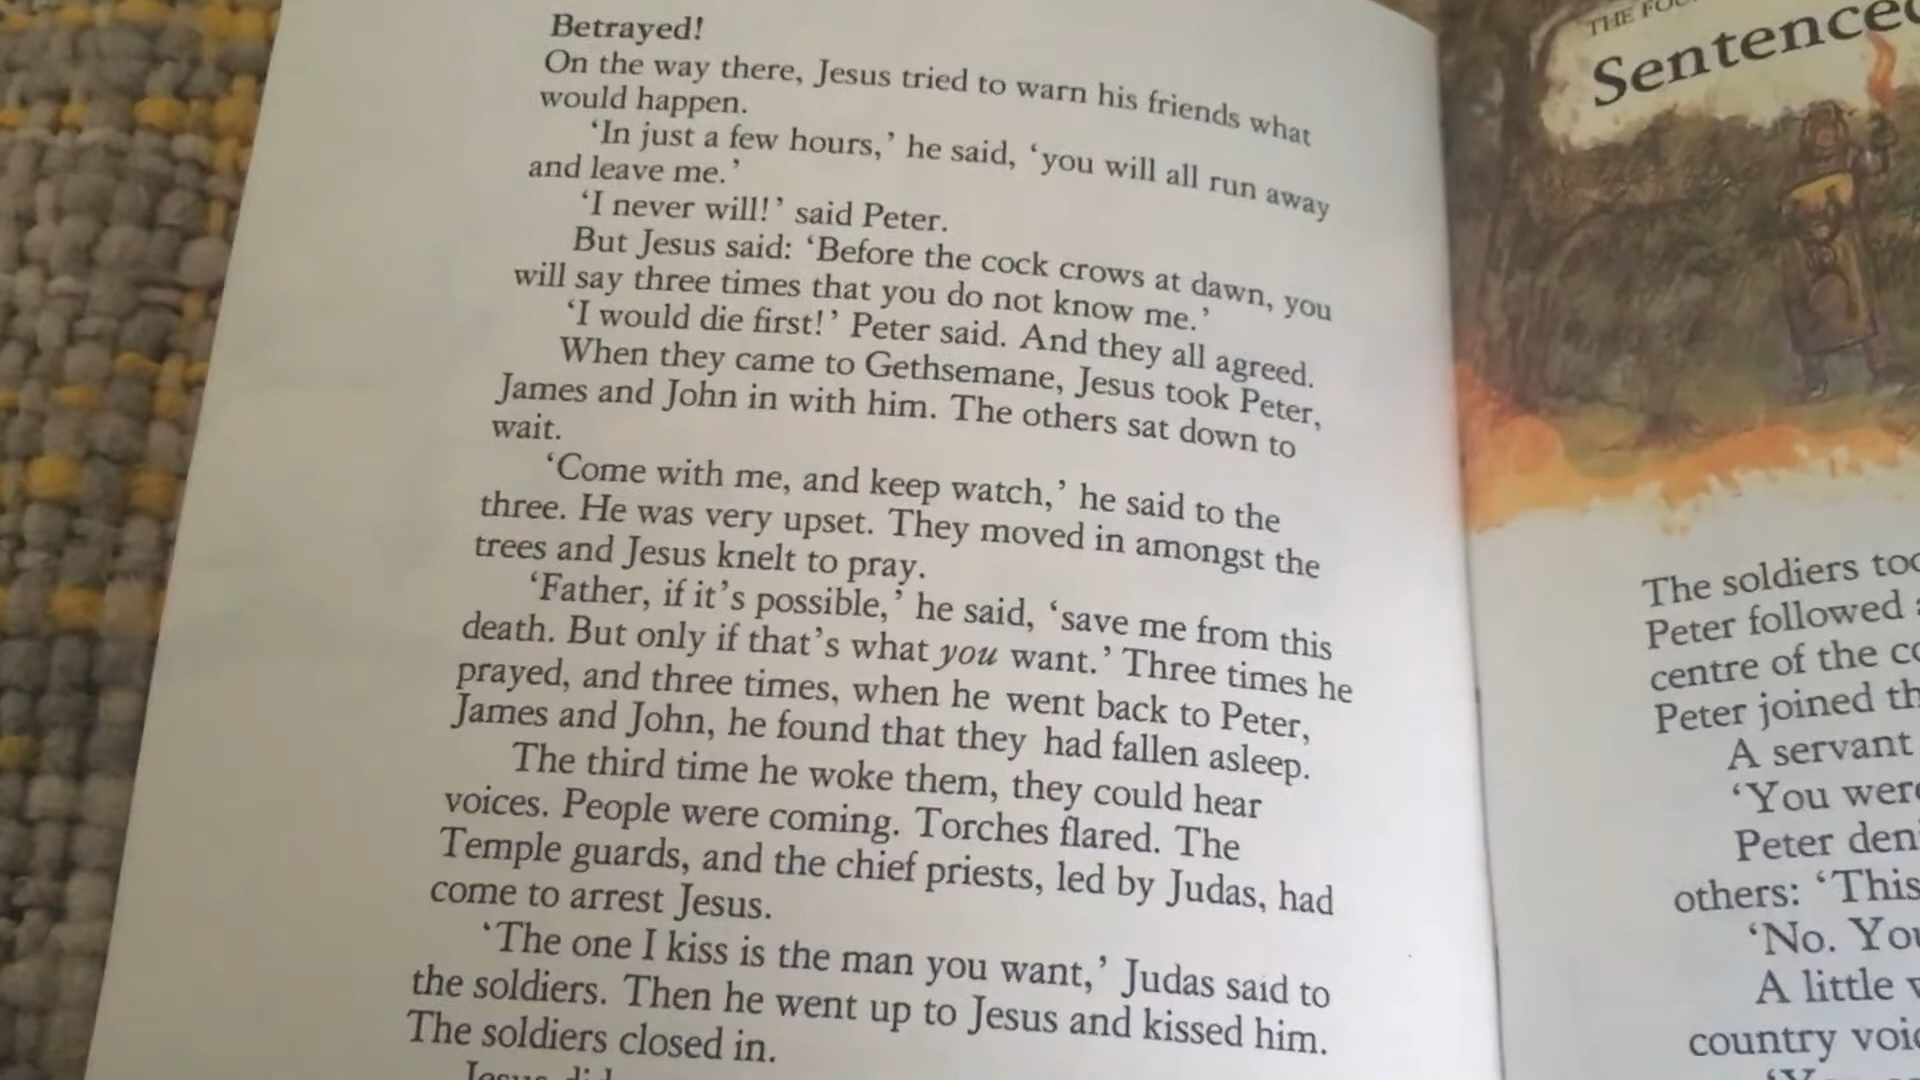 Betrayed!
On the way there, Jesus tried to warn his friends what
would happen.
‘In just a few hours,’ he said, ‘you will all run away
and leave me.’
‘I never will!’ said Peter.
But Jesus said: ‘Before the cock crows at dawn, you
will say three times that you do not know me.’
‘I would die first!’ Peter said. And they all agreed.
When they came to Gethsemane, Jesus took Peter,
James and John in with him. The others sat down to
wait.
‘Come with me, and keep watch,’ he said to the
three. He was very upset. They moved in amongst the
trees and Jesus knelt to pray.
‘Father, if it’s possible,’ he said, ‘save me from this
death. But only if that’s what you want.’ Three times he
prayed, and three times, when he went back to Peter,
James and John, he found that they had fallen asleep.
The third time he woke them, they could hear
voices. People were coming. Torches flared. The
Temple guards, and the chief priests, led by Judas, had
come to arrest Jesus.
‘The one I kiss is the man you want,’ Judas said to
the soldiers. Then he went up to Jesus and kissed him.
The soldiers closed in.
Jesus
THE
Sentenced
The soldiers
Peter followed
centre of the
Peter joined
A servant
‘You
Peter
others: ‘This
‘No.
A little
country